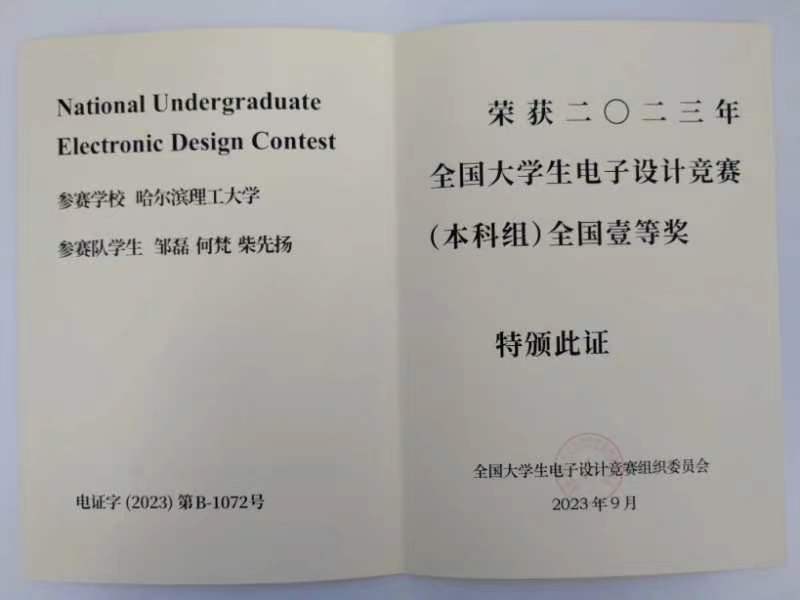 National Undergraduate
Electronic Design Contest
参赛学校 哈尔滨理工大学
参赛队学生 邹磊 何梵 柴先扬
电证字 (2023) 第B-1072号
荣获二〇二三年
全国大学生电子设计竞赛
(本科组)全国壹等奖
特颁此证
全国大学生电子设计竞赛组织委员会
2023年9月